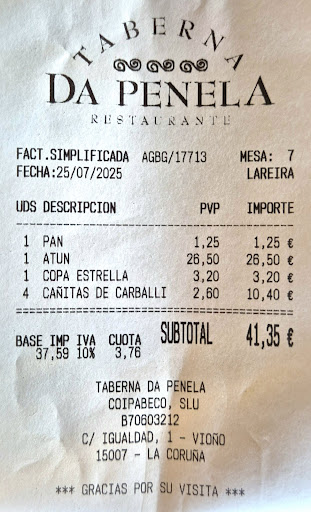 TABERNA
DA PENELA
RESTAURANTE
FACT.SIMPLIFICADA AGBG/17713 MESA: 7
FECHA:25/07/2025 LAREIRA
UDS DESCRIPCION PVP IMPORTE
1 PAN 1,25 1,25 €
1 ATUN 26,50 26,50 €
1 COPA ESTRELLA 3,20 3,20 €
4 CAÑITAS DE CARBALLI 2,60 10,40 €
BASE IMP IVA CUOTA SUBTOTAL 41,35 €
37,59 10% 3,76
TABERNA DA PENELA
COIPABECO, SLU
B70603212
C/ IGUALDAD, 1 - VIOÑO
15007 - LA CORUÑA
*** GRACIAS POR SU VISITA ***